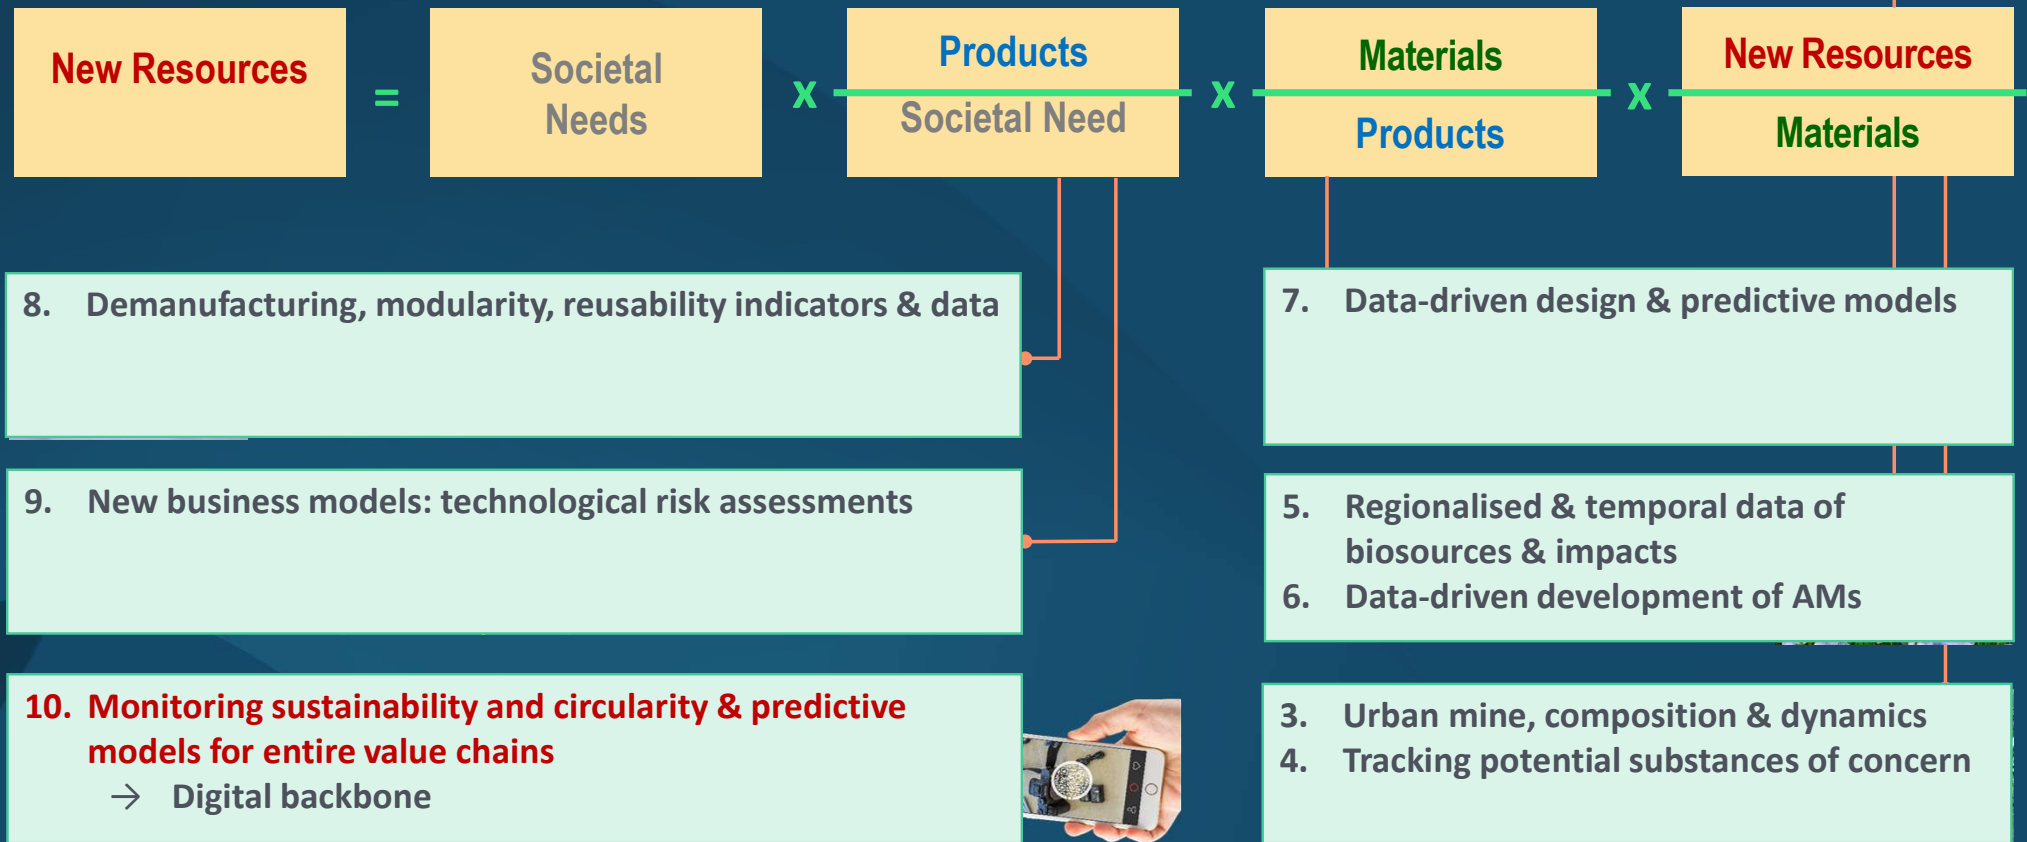 New Resources
=
Societal
Needs
x
Products
Societal Need
x
Materials
Products
x
New Resources
Materials
8. Demanufacturing, modularity, reusability indicators & data
9. New business models: technological risk assessments
10. Monitoring sustainability and circularity & predictive
models for entire value chains
→ Digital backbone
7. Data-driven design & predictive models
5. Regionalised & temporal data of
biosources & impacts
6. Data-driven development of AMs
3. Urban mine, composition & dynamics
4. Tracking potential substances of concern